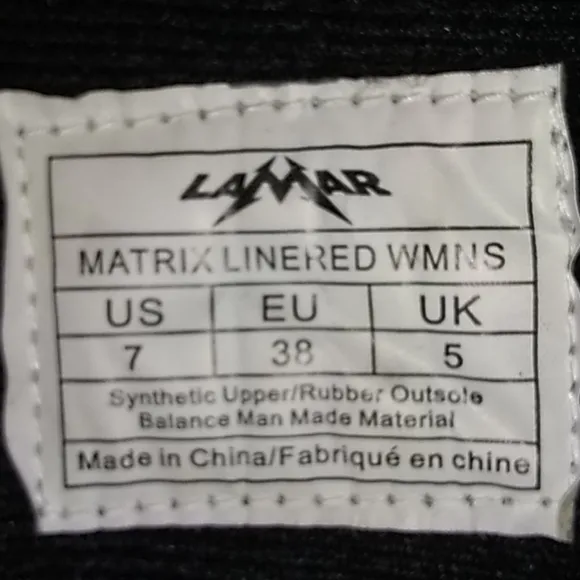 LAMAR
MATRIX LINERED WMNS
US EU UK
7 38 5
Synthetic Upper/Rubber Outsole
Balance Man Made Material
Made in China/Fabriqué en chine